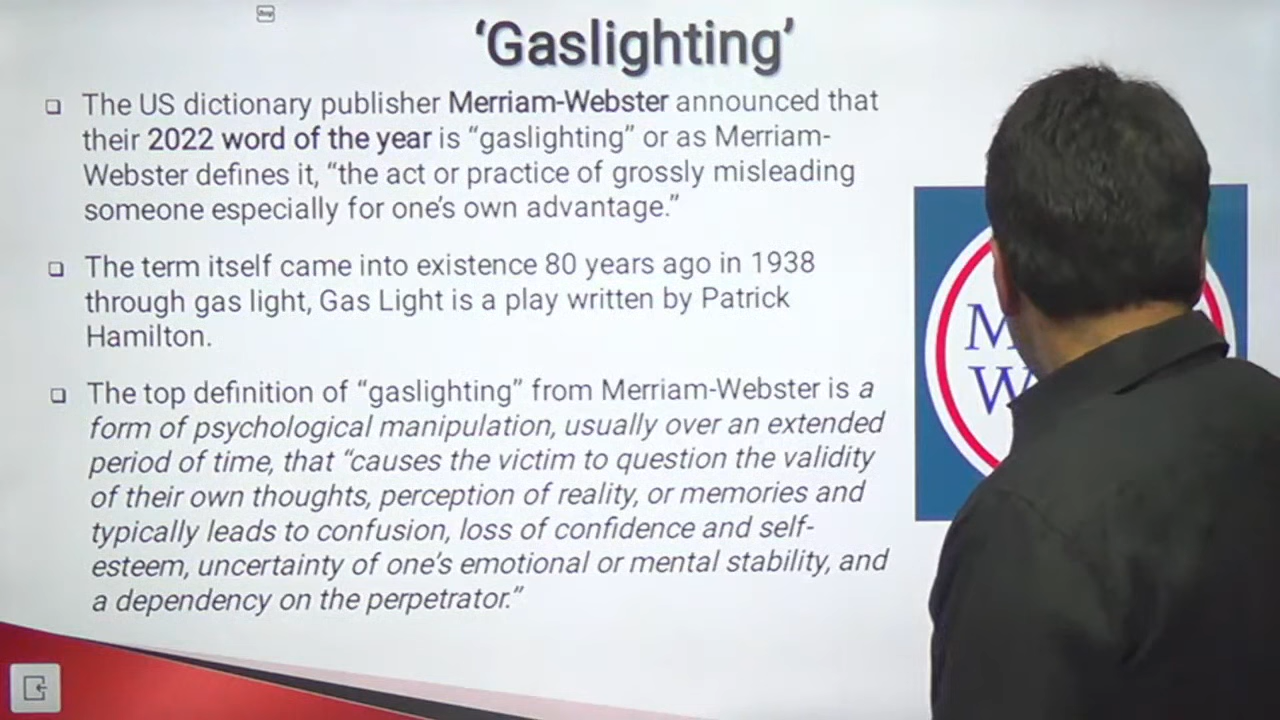 ‘Gaslighting’
❏ The US dictionary publisher Merriam-Webster announced that
their 2022 word of the year is “gaslighting” or as Merriam-
Webster defines it, “the act or practice of grossly misleading
someone especially for one’s own advantage.”
❏ The term itself came into existence 80 years ago in 1938
through gas light, Gas Light is a play written by Patrick
Hamilton.
❏ The top definition of “gaslighting” from Merriam-Webster is a
form of psychological manipulation, usually over an extended
period of time, that “causes the victim to question the validity
of their own thoughts, perception of reality, or memories and
typically leads to confusion, loss of confidence and self-
esteem, uncertainty of one’s emotional or mental stability, and
a dependency on the perpetrator.”
M
W